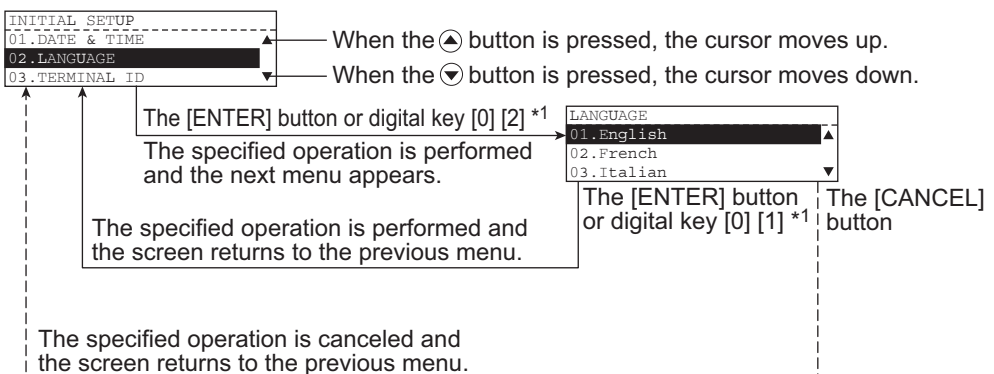 INITIAL SETUP
01.DATE & TIME
02.LANGUAGE
03.TERMINAL ID
When the ▲ button is pressed, the cursor moves up.
When the ▼ button is pressed, the cursor moves down.
The [ENTER] button or digital key [0] [2] *1
The specified operation is performed
and the next menu appears.
LANGUAGE
01.English
02.French
03.Italian
The [ENTER] button
or digital key [0] [1] *1
The [CANCEL]
button
The specified operation is performed and
the screen returns to the previous menu.
The specified operation is canceled and
the screen returns to the previous menu.